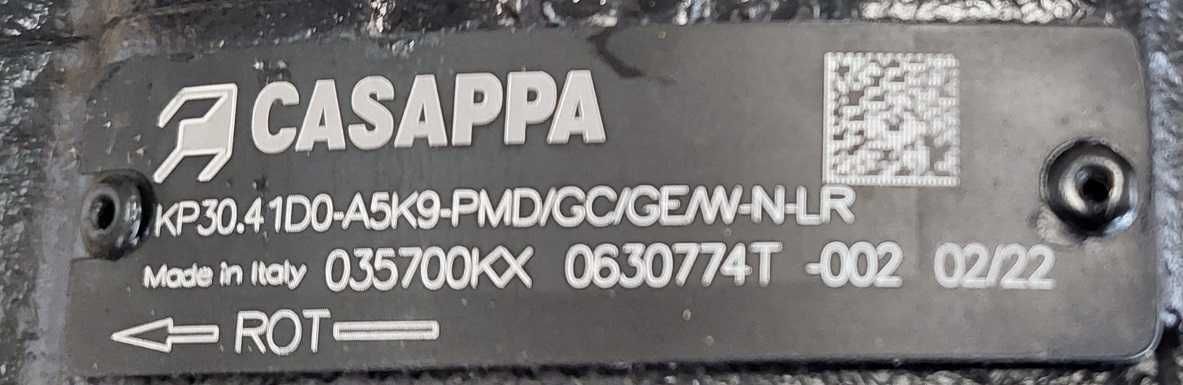 CASAPPA
KP30.41D0-A5K9-PMD/GC/GE/W-N-LR
Made in Italy 035700KX 0630774T -002 02/22
ROT